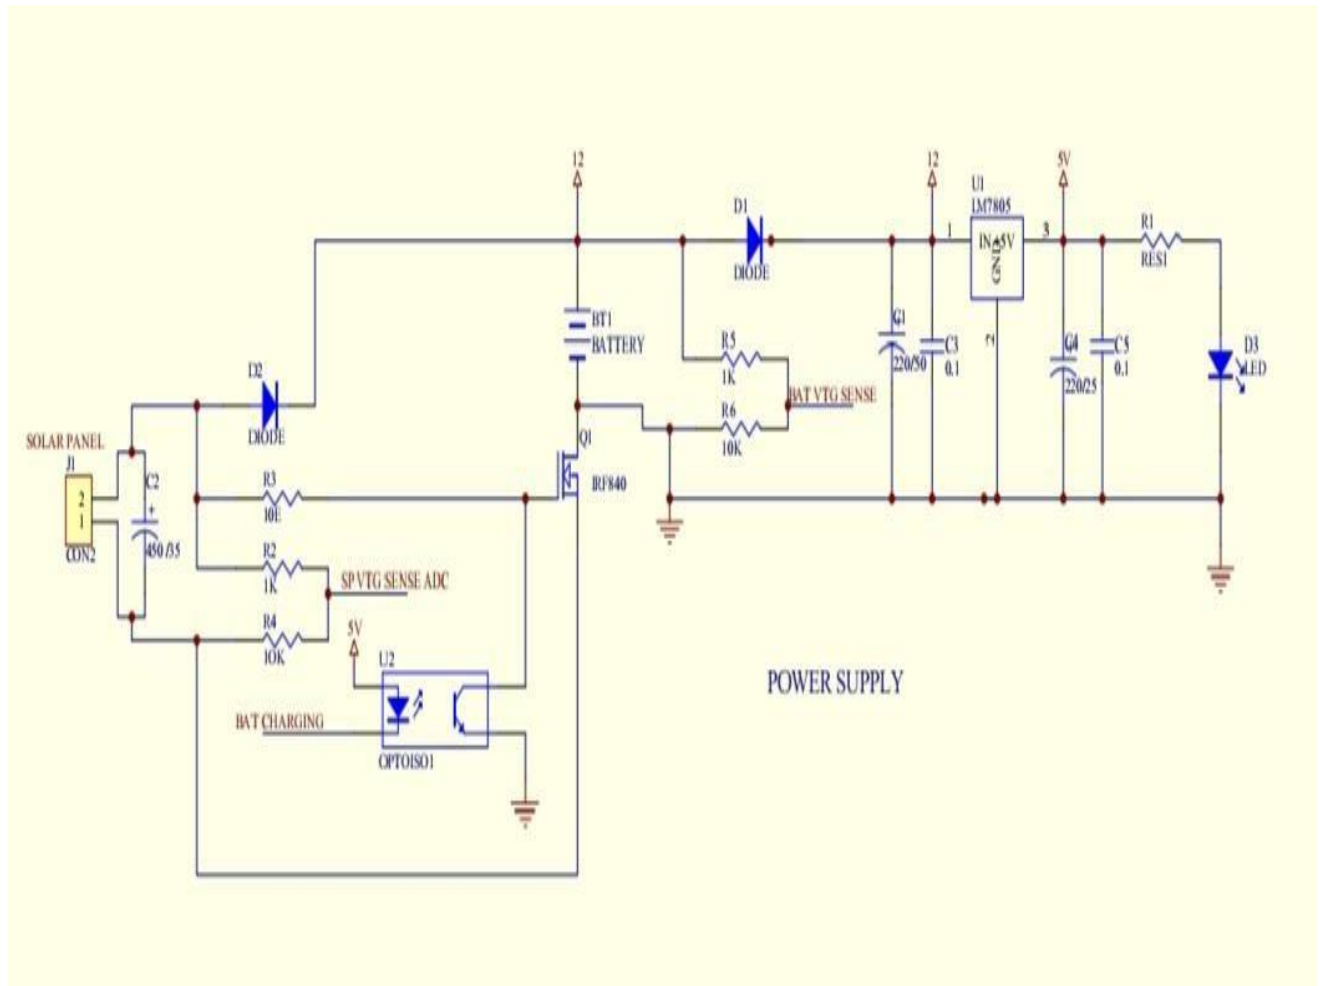 12
12
5V
U1
LM7805
D1
1
IN +5V
3
GND
2
DIODE
R1
RES1
BT1
BATTERY
R5
1K
C3
0.1
220/50
C5
0.1
220/25
D3
LED
D2
DIODE
BAT VTG SENSE
R6
10K
Q1
IRF840
SOLAR PANEL
J1
2
1
CON2
C2
+
450/35
R3
10E
R2
1K
SP VTG SENSE ADC
R4
10K
5V
U2
BAT CHARGING
OPTOISO1
POWER SUPPLY